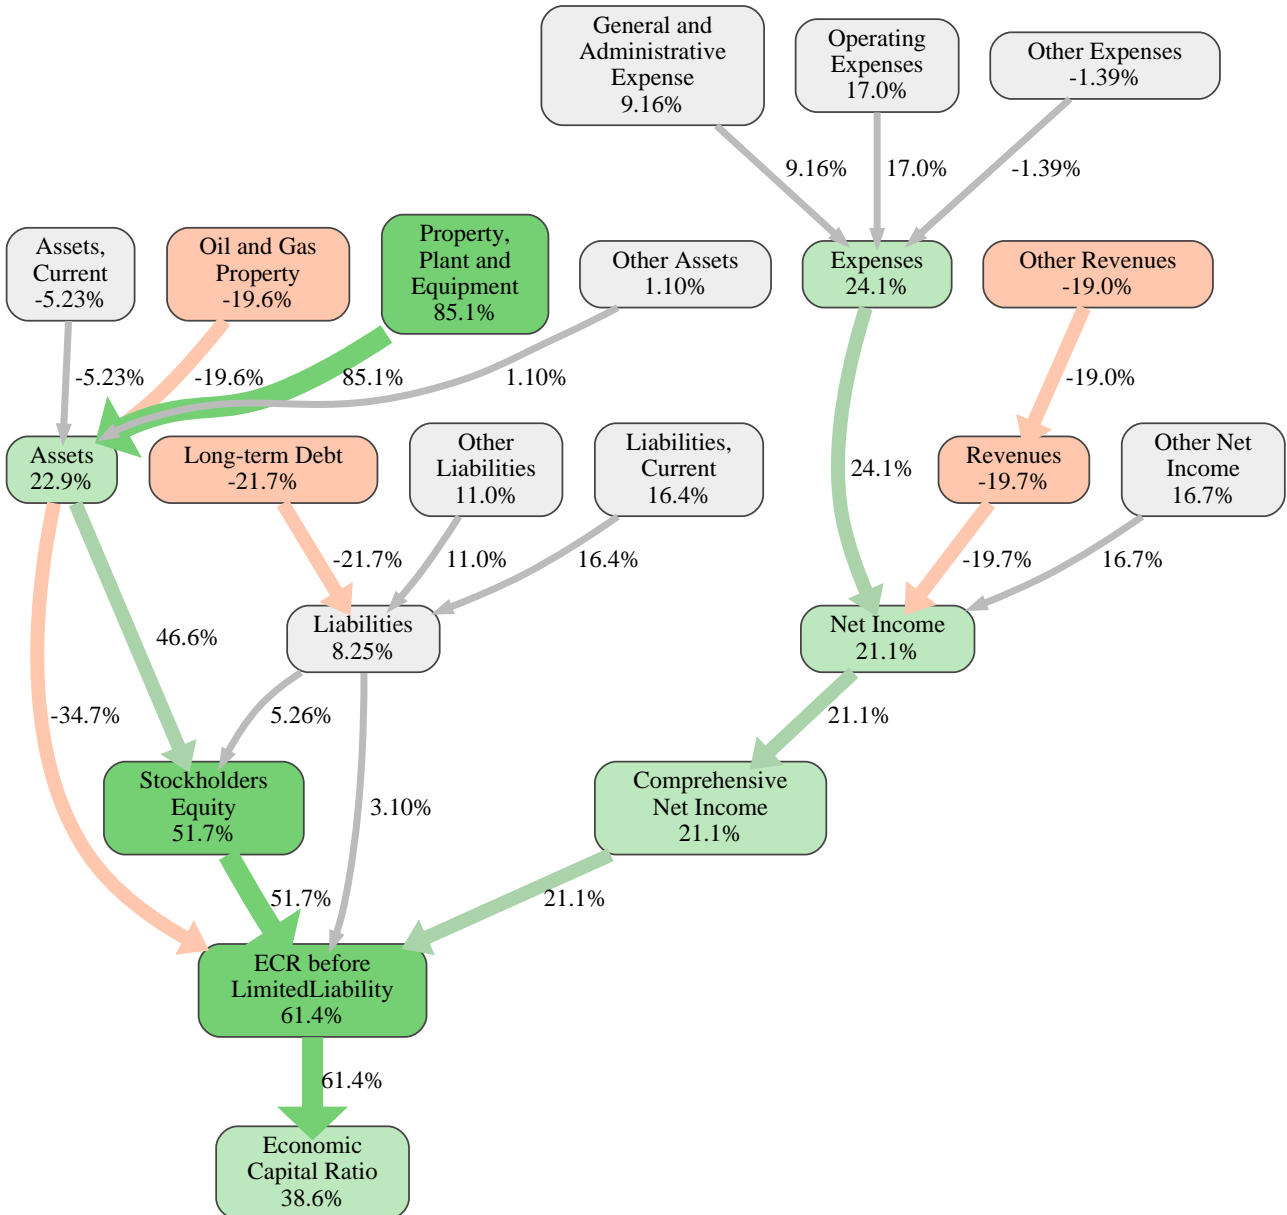 General and
Administrative
Expense
9.16%
Operating
Expenses
17.0%
Other Expenses
-1.39%
9.16%
17.0%
-1.39%
Assets,
Current
-5.23%
Oil and Gas
Property
-19.6%
Property,
Plant and
Equipment
85.1%
Other Assets
1.10%
Expenses
24.1%
Other Revenues
-19.0%
-5.23%
-19.6%
85.1%
1.10%
-19.0%
Assets
22.9%
Long-term Debt
-21.7%
Other
Liabilities
11.0%
Liabilities,
Current
16.4%
24.1%
Revenues
-19.7%
Other Net
Income
16.7%
-21.7%
11.0%
16.4%
-19.7%
16.7%
46.6%
Liabilities
8.25%
Net Income
21.1%
-34.7%
5.26%
21.1%
Stockholders
Equity
51.7%
3.10%
Comprehensive
Net Income
21.1%
51.7%
21.1%
ECR before
LimitedLiability
61.4%
61.4%
Economic
Capital Ratio
38.6%